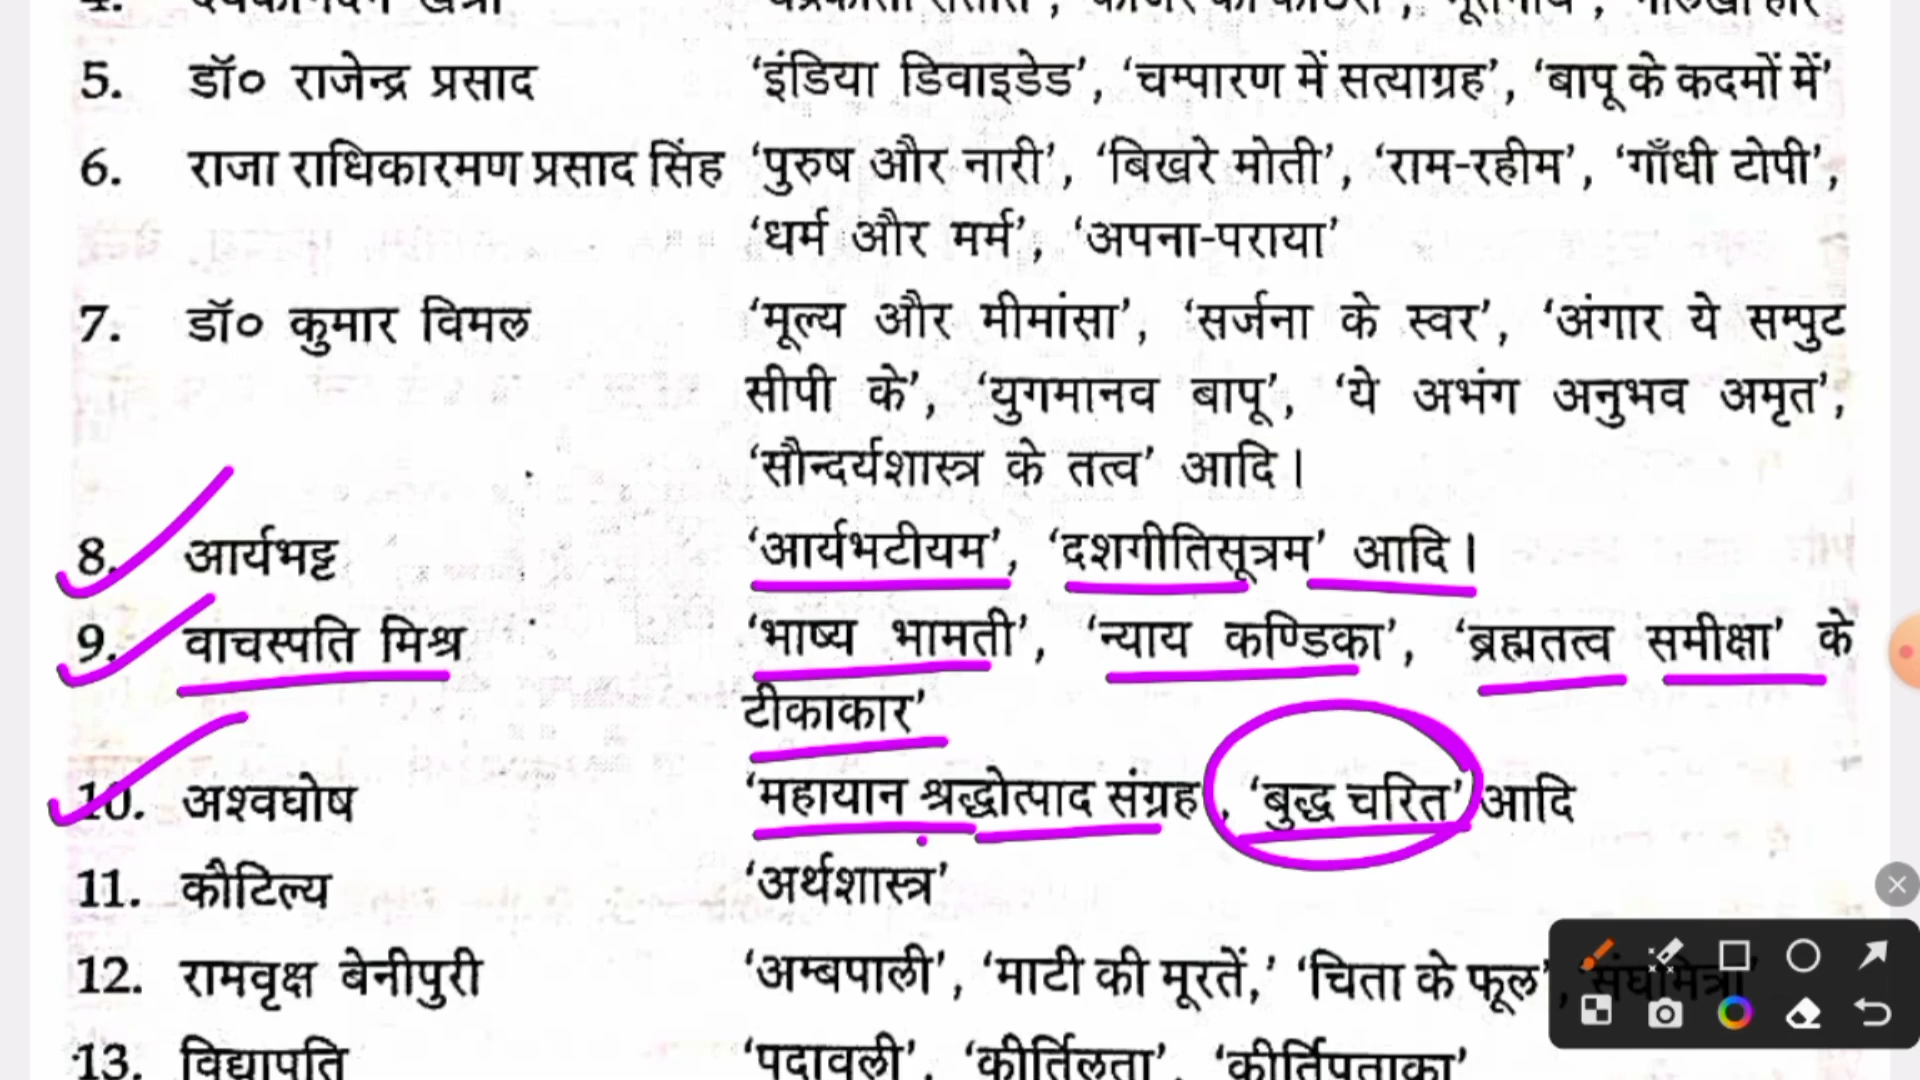 5. डॉ० राजेन्द्र प्रसाद ‘इंडिया डिवाइडेड’, ‘चम्पारण में सत्याग्रह’, ‘बापू के कदमों में’
6. राजा राधिकारमण प्रसाद सिंह ‘पुरुष और नारी’, ‘बिखरे मोती’, ‘राम-रहीम’, ‘गाँधी टोपी’,
‘धर्म और मर्म’, ‘अपना-पराया’
7. डॉ० कुमार विमल ‘मूल्य और मीमांसा’, ‘सर्जना के स्वर’, ‘अंगार ये सम्पुट
सीपी के’, ‘युगमानव बापू’, ‘ये अभंग अनुभव अमृत’,
‘सौन्दर्यशास्त्र के तत्व’ आदि।
8. आर्यभट्ट ‘आर्यभटीयम’, ‘दशगीतिसूत्रम’ आदि।
9. वाचस्पति मिश्र ‘भाष्य भामती’, ‘न्याय कण्डिका’, ‘ब्रह्मतत्व समीक्षा’ के
टीकाकार’
10. अश्वघोष ‘महायान श्रद्धोत्पाद संग्रह’, ‘बुद्ध चरित’ आदि
11. कौटिल्य ‘अर्थशास्त्र’
12. रामवृक्ष बेनीपुरी ‘अम्बपाली’, ‘माटी की मूरतें,’ ‘चिता के फूल’, ‘संघमित्रा’
13. विद्यापति ‘पदावली’, ‘कीर्तिलता’, ‘कीर्तिपताका’